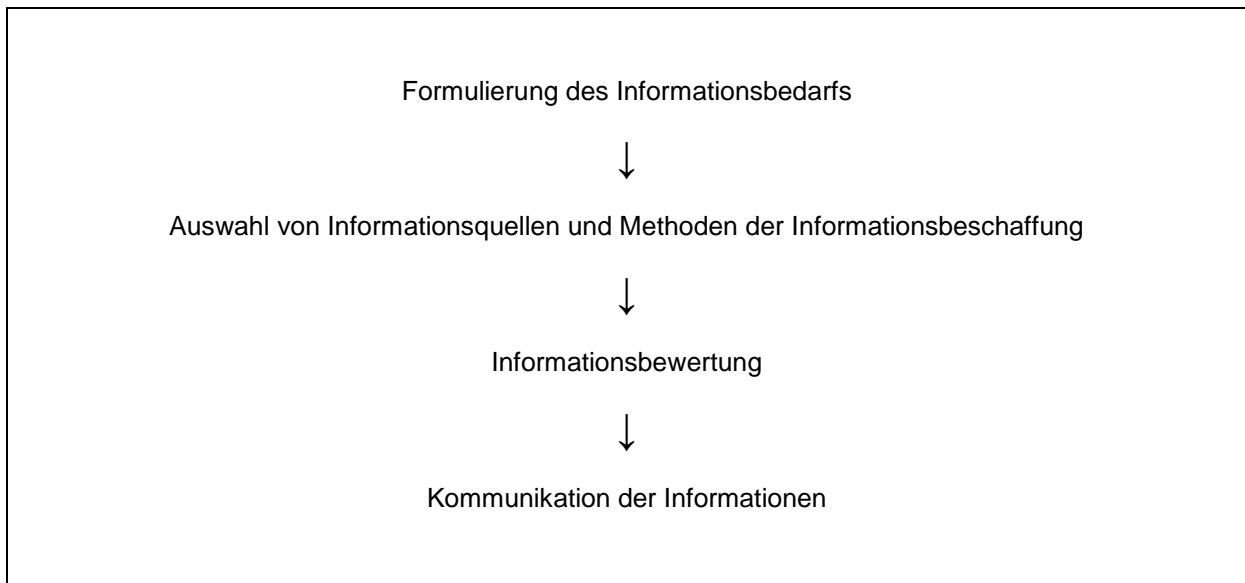 Formulierung des Informationsbedarfs
↓
Auswahl von Informationsquellen und Methoden der Informationsbeschaffung
↓
Informationsbewertung
↓
Kommunikation der Informationen